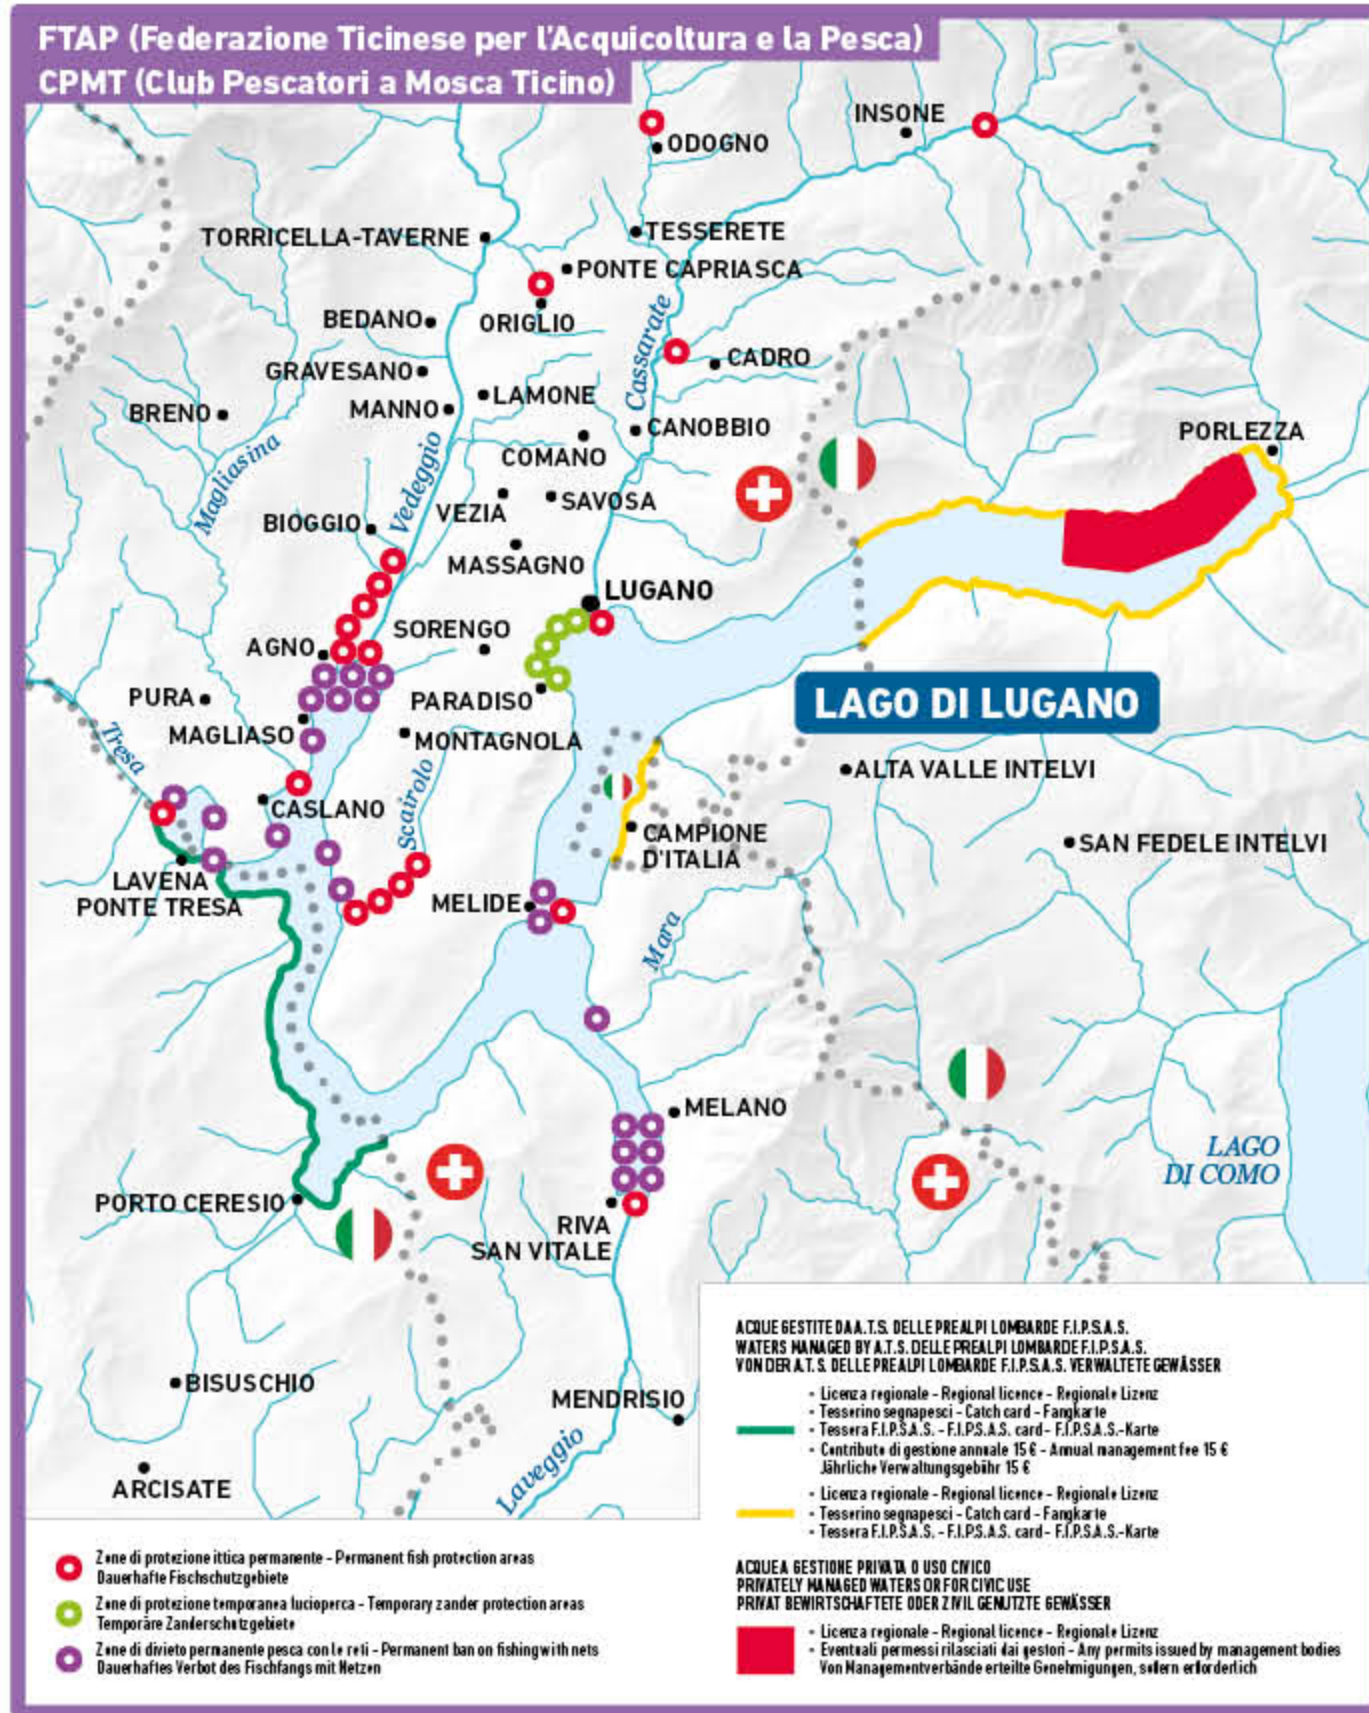 FTAP (Federazione Ticinese per l'Acquicoltura e la Pesca)
CPMT (Club Pescatori a Mosca Ticino)
INSONE
ODOGNO
TORRICELLA-TAVERNE
TESSERETE
PONTE CAPRIASCA
BEDANO
ORIGLIO
Cassarate
CADRO
GRAVESANO
LAMONE
BRENO
MANNO
CANOBBIO
PORLEZZA
Magliasina
Vedeggio
COMANO
VEZIA
SAVOSA
BIOGGIO
MASSAGNO
LUGANO
SORENGO
AGNO
PURA
PARADISO
LAGO DI LUGANO
MAGLIASO
MONTAGNOLA
Tresa
Scairolo
ALTA VALLE INTELVI
CASLANO
CAMPIONE
D'ITALIA
SAN FEDELE INTELVI
LAVENA
PONTE TRESA
MELIDE
Mara
MELANO
LAGO
DI COMO
PORTO CERESIO
RIVA
SAN VITALE
BISUSCHIO
MENDRISIO
ARCISATE
Laveggio
ACQUE GESTITE DA A.T.S. DELLE PREALPI LOMBARDE F.I.P.S.A.S.
WATERS MANAGED BY A.T.S. DELLE PREALPI LOMBARDE F.I.P.S.A.S.
VON DER A.T.S. DELLE PREALPI LOMBARDE F.I.P.S.A.S. VERWALTETE GEWÄSSER
• Licenza regionale - Regional licence - Regionale Lizenz
• Tesserino segnapesci - Catch card - Fangkarte
• Tessera F.I.P.S.A.S. - F.I.P.S.A.S. card - F.I.P.S.A.S.-Karte
• Contributo di gestione annuale 15 € - Annual management fee 15 €
Jährliche Verwaltungsgebühr 15 €
• Licenza regionale - Regional licence - Regionale Lizenz
• Tesserino segnapesci - Catch card - Fangkarte
• Tessera F.I.P.S.A.S. - F.I.P.S.A.S. card - F.I.P.S.A.S.-Karte
ACQUE A GESTIONE PRIVATA O USO CIVICO
PRIVATELY MANAGED WATERS OR FOR CIVIC USE
PRIVAT BEWIRTSCHAFTETE ODER ZIVIL GENUTZTE GEWÄSSER
• Licenza regionale - Regional licence - Regionale Lizenz
• Eventuali permessi rilasciati dai gestori - Any permits issued by management bodies
Von Managementverbände erteilte Genehmigungen, sofern erforderlich
Zone di protezione ittica permanente - Permanent fish protection areas
Dauerhafte Fischschutzgebiete
Zone di protezione temporanea lucioperca - Temporary zander protection areas
Temporäre Zanderschutzgebiete
Zone di divieto permanente pesca con le reti - Permanent ban on fishing with nets
Dauerhaftes Verbot des Fischfangs mit Netzen